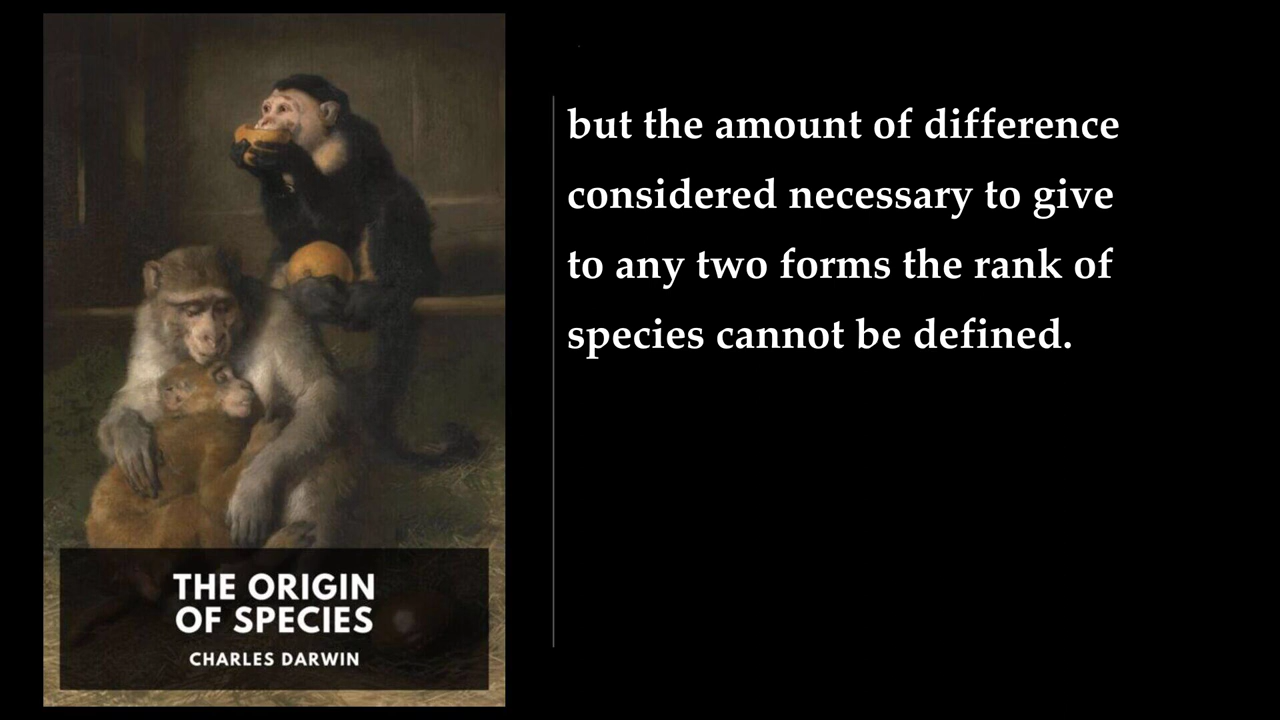 but the amount of difference
considered necessary to give
to any two forms the rank of
species cannot be defined.
THE ORIGIN
OF SPECIES
CHARLES DARWIN